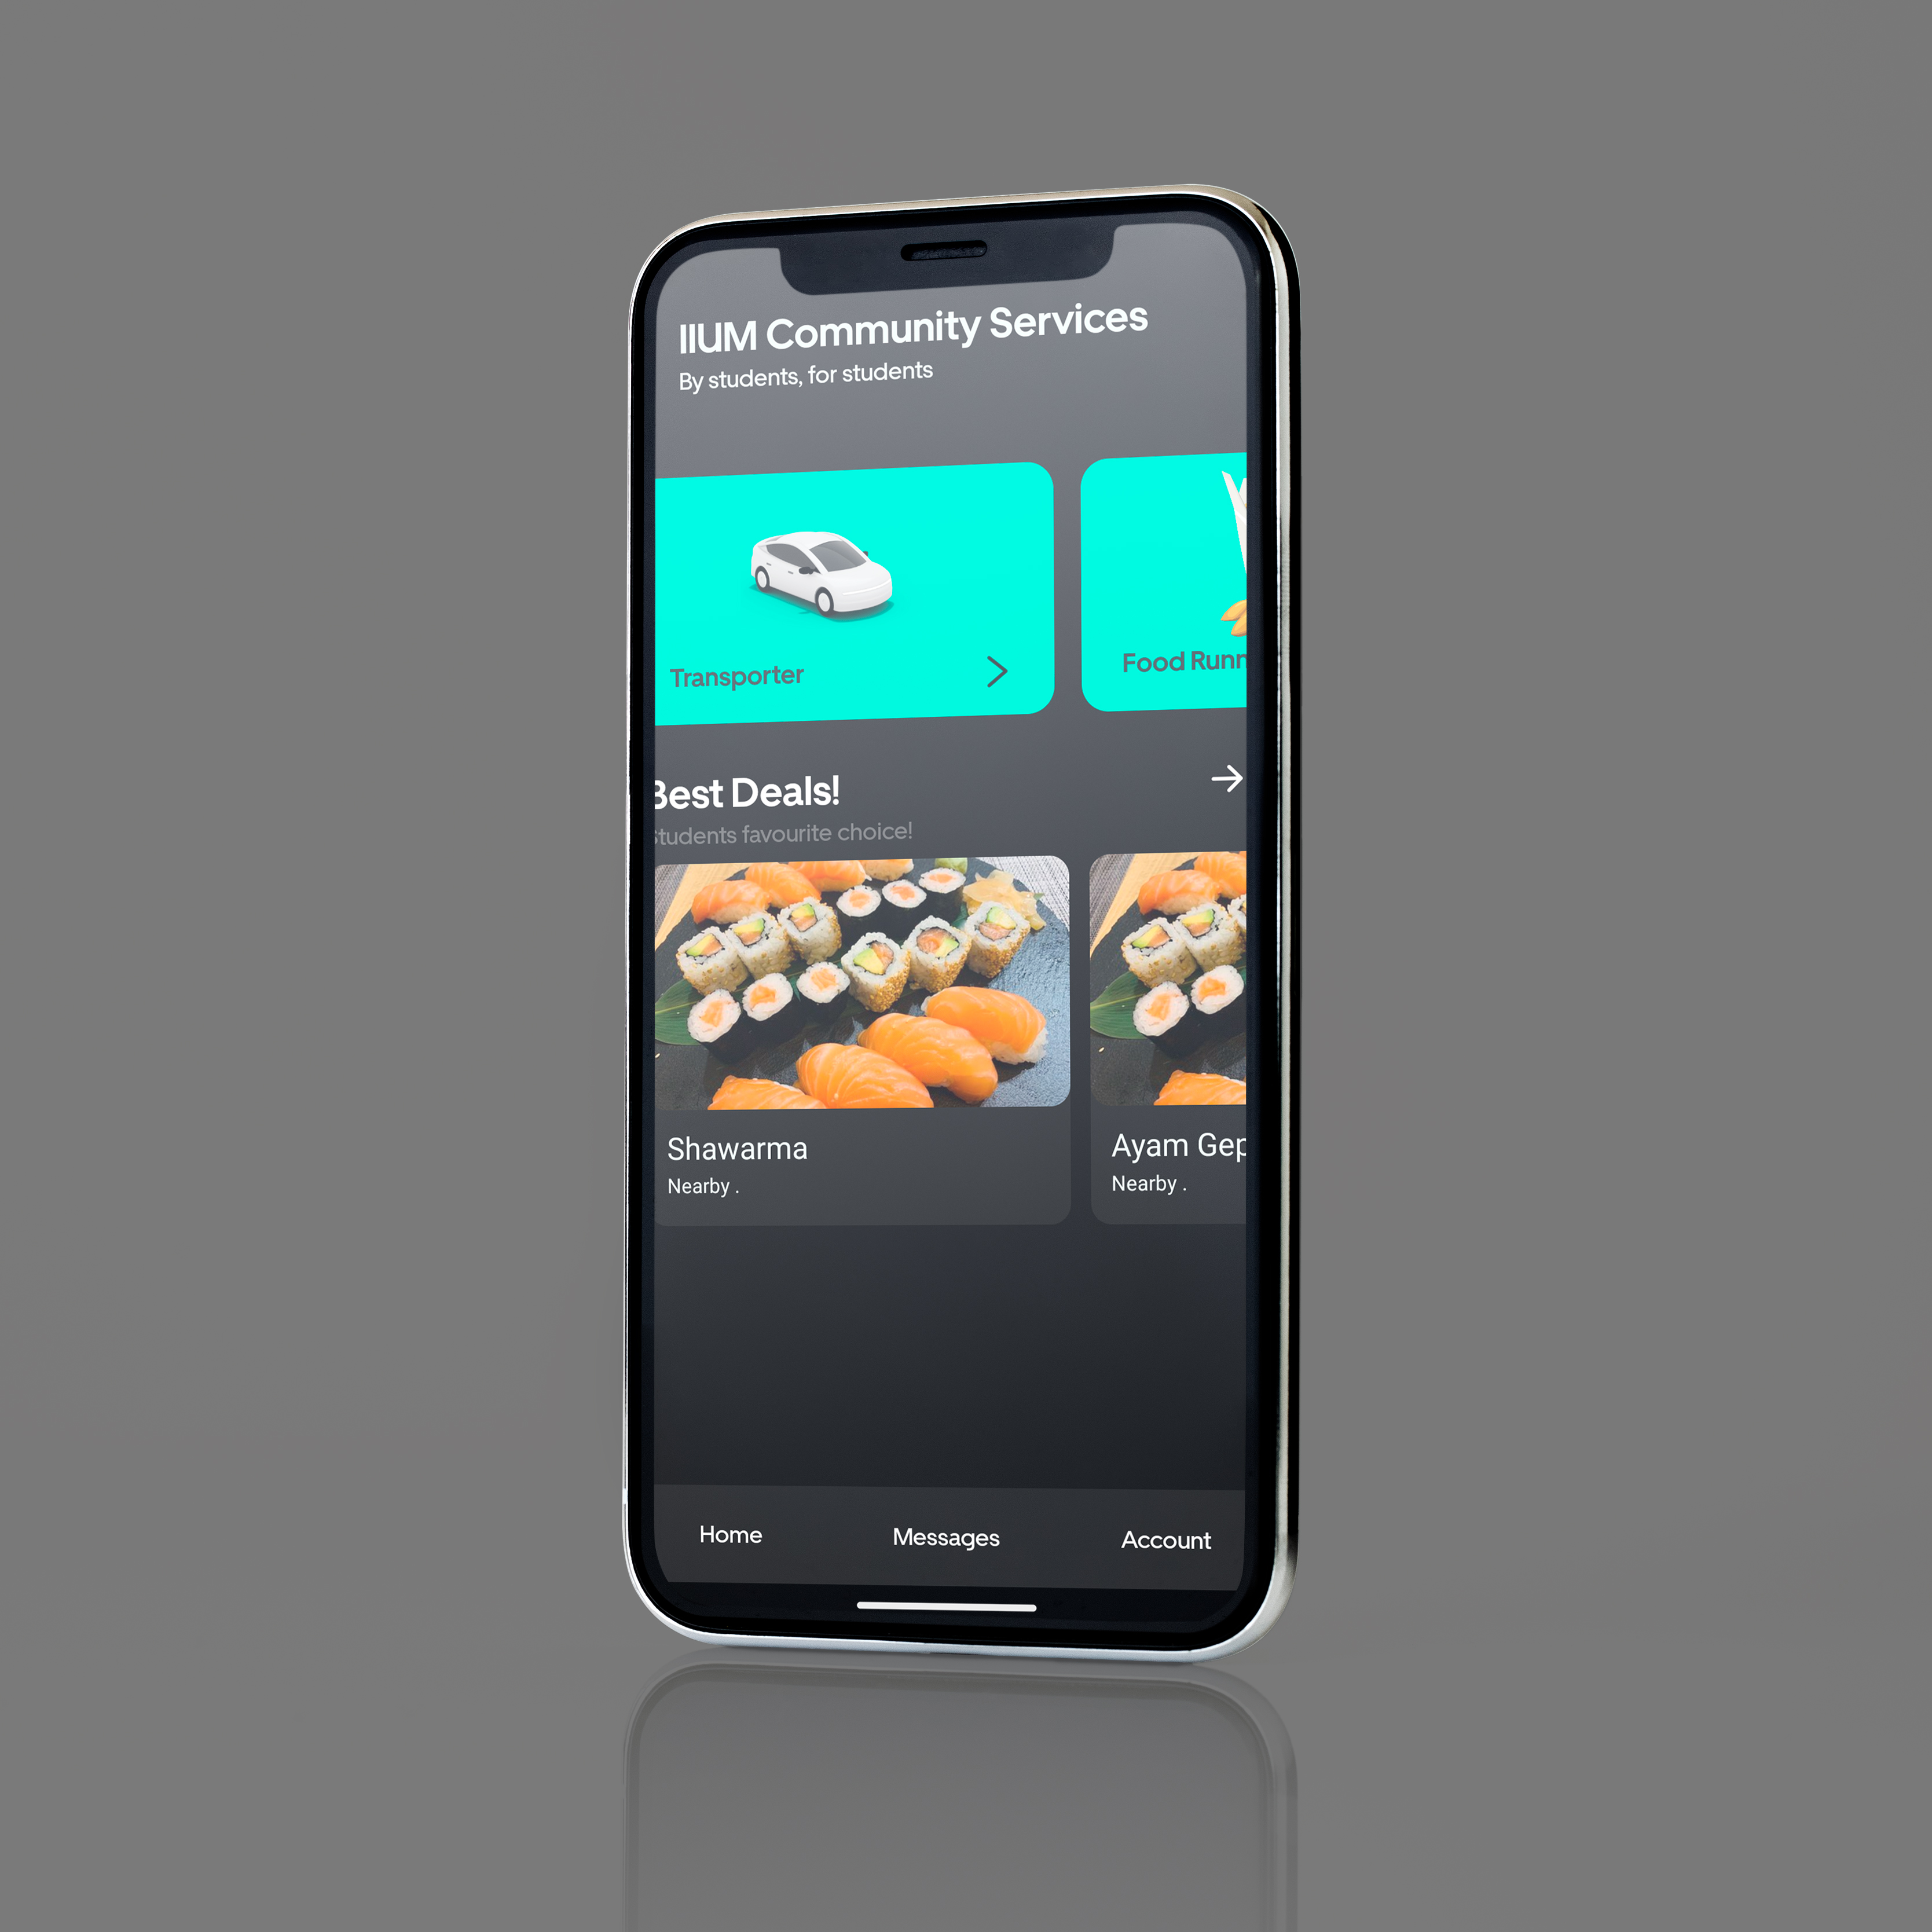 IIUM Community Services
By students, for students
Transporter
Food Runn
Best Deals!
Students favourite choice!
Shawarma
Nearby .
Ayam Gep
Nearby .
Home
Messages
Account